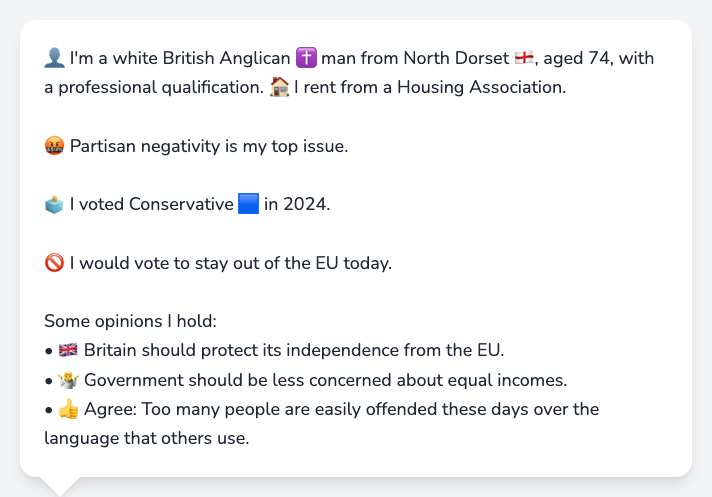 👤 I'm a white British Anglican ✝️ man from North Dorset 🏴󠁧󠁢󠁥󠁮󠁧󠁿, aged 74, with
a professional qualification. 🏠 I rent from a Housing Association.
🤬 Partisan negativity is my top issue.
🗳️ I voted Conservative 🟦 in 2024.
🚫 I would vote to stay out of the EU today.
Some opinions I hold:
• 🇬🇧 Britain should protect its independence from the EU.
• 🤷 Government should be less concerned about equal incomes.
• 👍 Agree: Too many people are easily offended these days over the
language that others use.